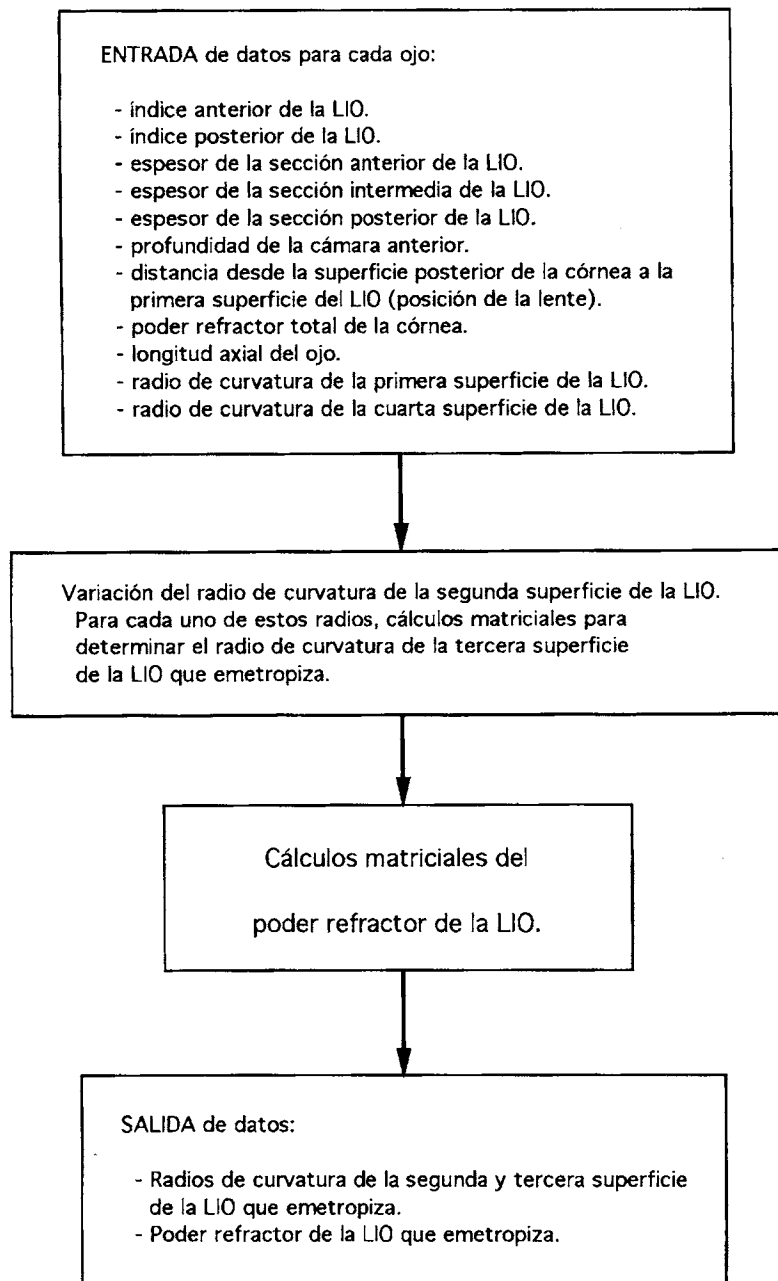 ENTRADA de datos para cada ojo:
- índice anterior de la LIO.
- índice posterior de la LIO.
- espesor de la sección anterior de la LIO.
- espesor de la sección intermedia de la LIO.
- espesor de la sección posterior de la LIO.
- profundidad de la cámara anterior.
- distancia desde la superficie posterior de la córnea a la
primera superficie del LIO (posición de la lente).
- poder refractor total de la córnea.
- longitud axial del ojo.
- radio de curvatura de la primera superficie de la LIO.
- radio de curvatura de la cuarta superficie de la LIO.
Variación del radio de curvatura de la segunda superficie de la LIO.
Para cada uno de estos radios, cálculos matriciales para
determinar el radio de curvatura de la tercera superficie
de la LIO que emetropiza.
Cálculos matriciales del
poder refractor de la LIO.
SALIDA de datos:
- Radios de curvatura de la segunda y tercera superficie
de la LIO que emetropiza.
- Poder refractor de la LIO que emetropiza.